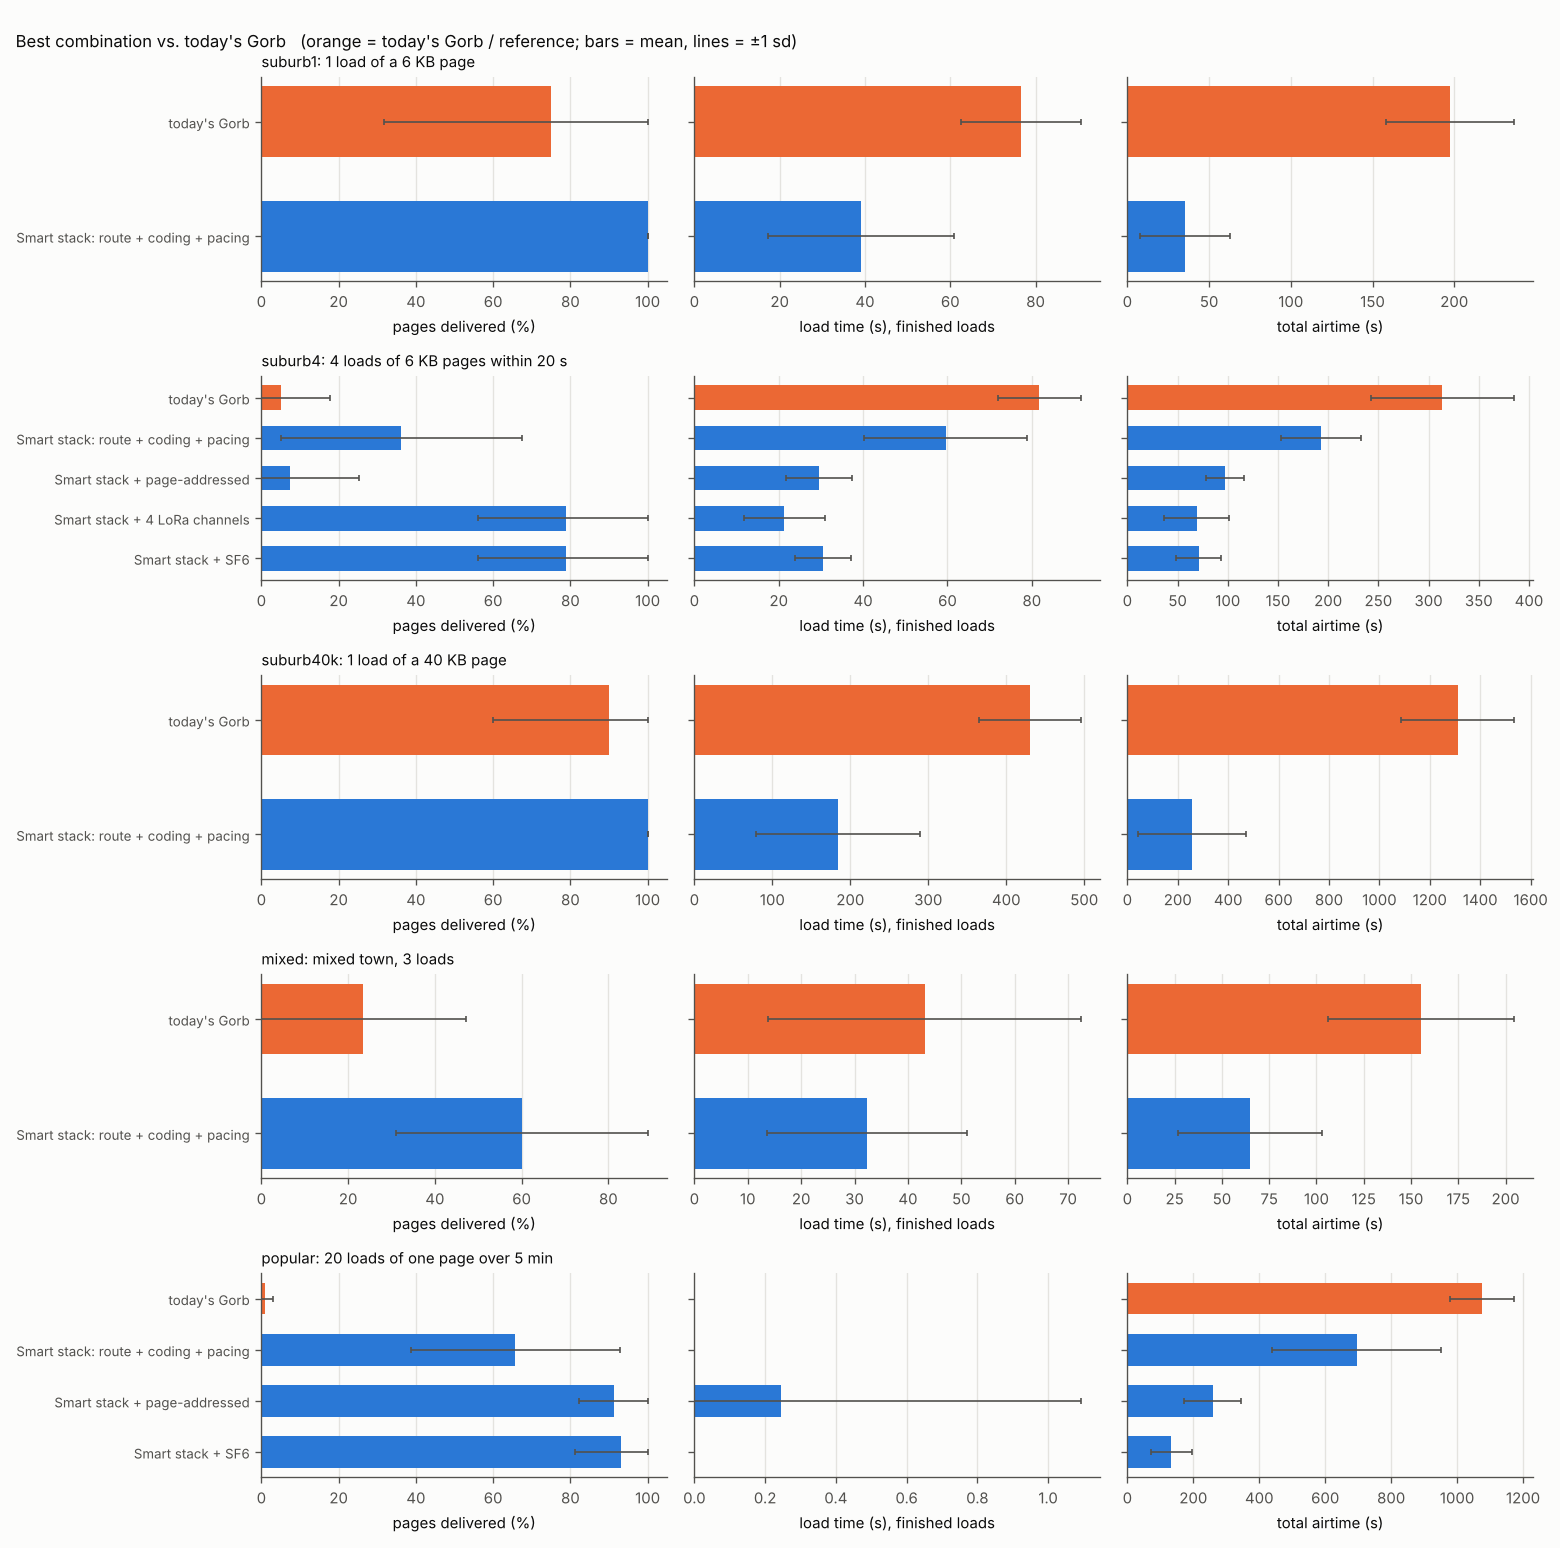 Best combination vs. today's Gorb (orange = today's Gorb / reference; bars = mean, lines = ±1 sd)
suburb1: 1 load of a 6 KB page
today's Gorb
Smart stack: route + coding + pacing
0 20 40 60 80 100
0 20 40 60 80
0 50 100 150 200
pages delivered (%)
load time (s), finished loads
total airtime (s)
suburb4: 4 loads of 6 KB pages within 20 s
today's Gorb
Smart stack: route + coding + pacing
Smart stack + page-addressed
Smart stack + 4 LoRa channels
Smart stack + SF6
0 20 40 60 80 100
0 20 40 60 80
0 50 100 150 200 250 300 350 400
pages delivered (%)
load time (s), finished loads
total airtime (s)
suburb40k: 1 load of a 40 KB page
today's Gorb
Smart stack: route + coding + pacing
0 20 40 60 80 100
0 100 200 300 400 500
0 200 400 600 800 1000 1200 1400 1600
pages delivered (%)
load time (s), finished loads
total airtime (s)
mixed: mixed town, 3 loads
today's Gorb
Smart stack: route + coding + pacing
0 20 40 60 80
0 10 20 30 40 50 60 70
0 25 50 75 100 125 150 175 200
pages delivered (%)
load time (s), finished loads
total airtime (s)
popular: 20 loads of one page over 5 min
today's Gorb
Smart stack: route + coding + pacing
Smart stack + page-addressed
Smart stack + SF6
0 20 40 60 80 100
0.0 0.2 0.4 0.6 0.8 1.0
0 200 400 600 800 1000 1200
pages delivered (%)
load time (s), finished loads
total airtime (s)